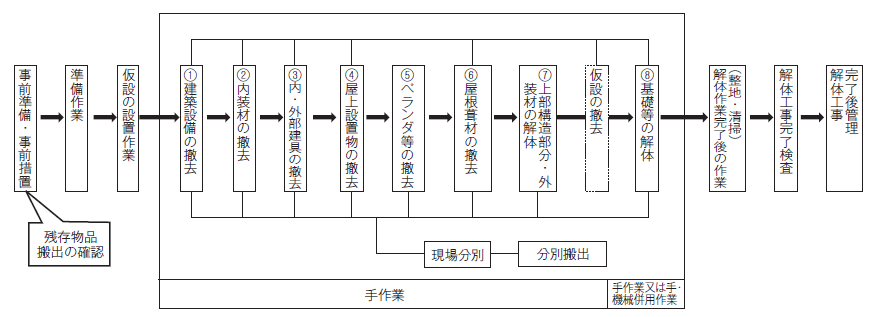 事前準備・事前措置
準備作業
仮設の設置作業
①建築設備の撤去
②内装材の撤去
③内・外部建具の撤去
④屋上設置物の撤去
⑤ベランダ等の撤去
⑥屋根葺材の撤去
⑦上部構造部分・外
装材の解体
仮設の撤去
⑧基礎等の解体
(整地・清掃)
解体作業完了後の作業
解体工事完了検査
完了後管理
解体工事
残存物品
搬出の確認
現場分別
分別搬出
手作業
手作業又は手・
機械併用作業